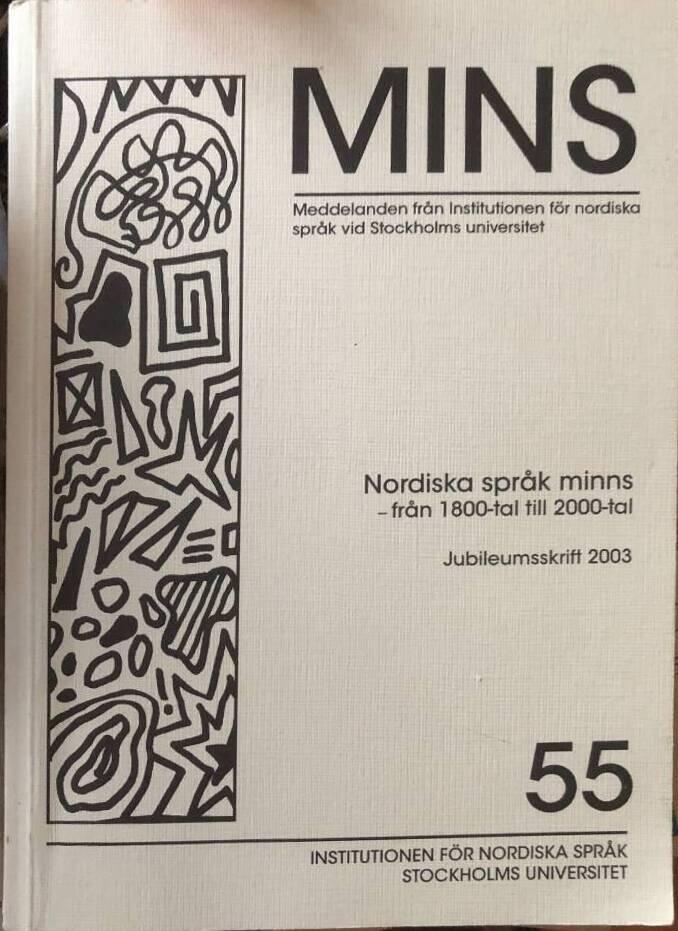 MINS
Meddelanden från Institutionen för nordiska
språk vid Stockholms universitet
Nordiska språk minns
– från 1800-tal till 2000-tal
Jubileumsskrift 2003
55
INSTITUTIONEN FÖR NORDISKA SPRÅK
STOCKHOLMS UNIVERSITET